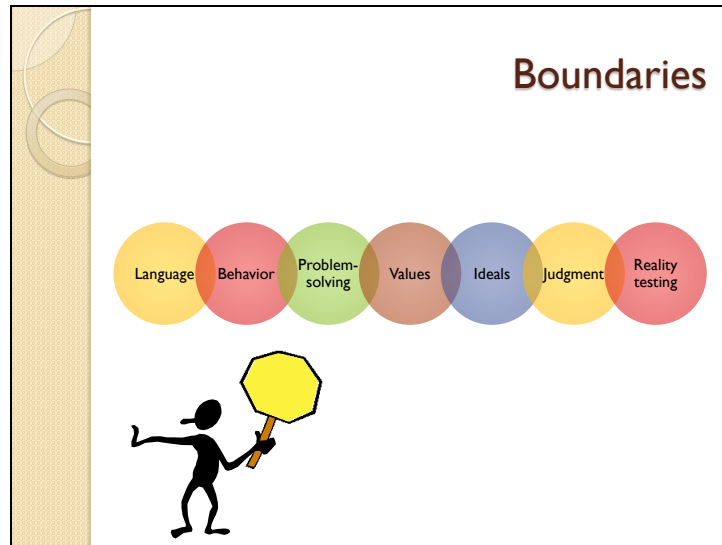 Boundaries
Language
Behavior
Problem-
solving
Values
Ideals
Judgment
Reality
testing